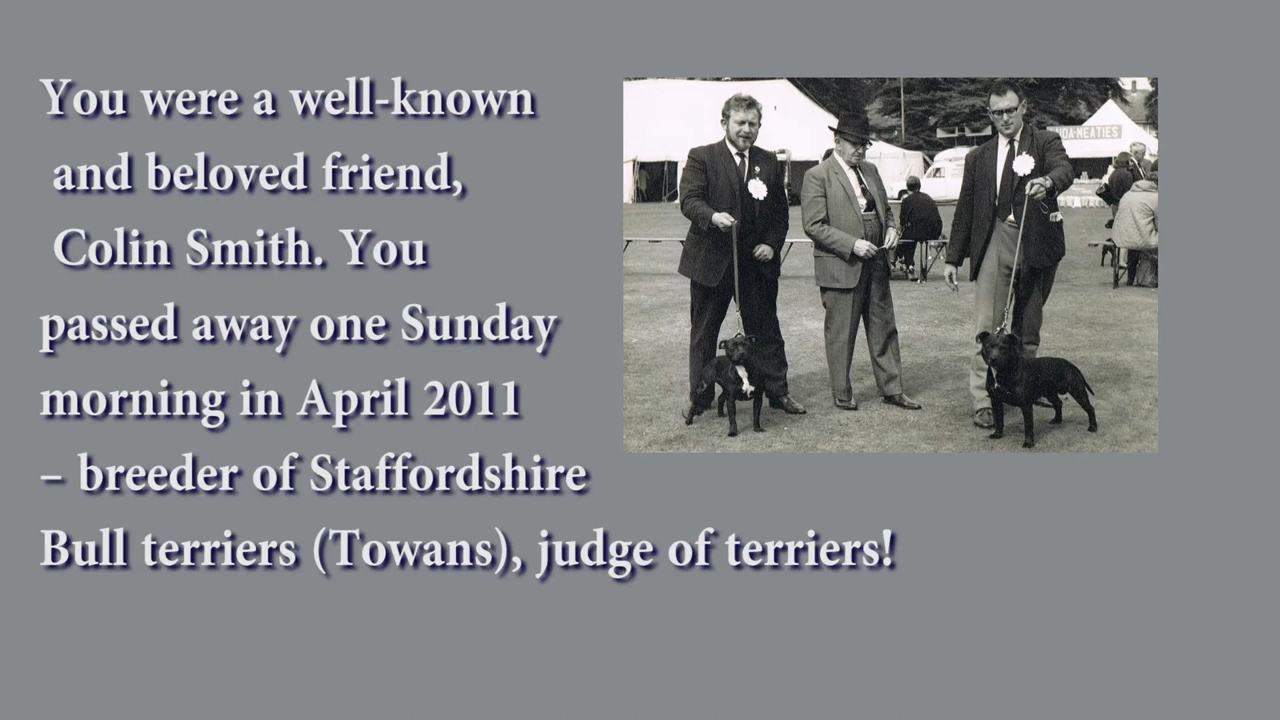 You were a well-known
and beloved friend,
Colin Smith. You
passed away one Sunday
morning in April 2011
– breeder of Staffordshire
Bull terriers (Towans), judge of terriers!